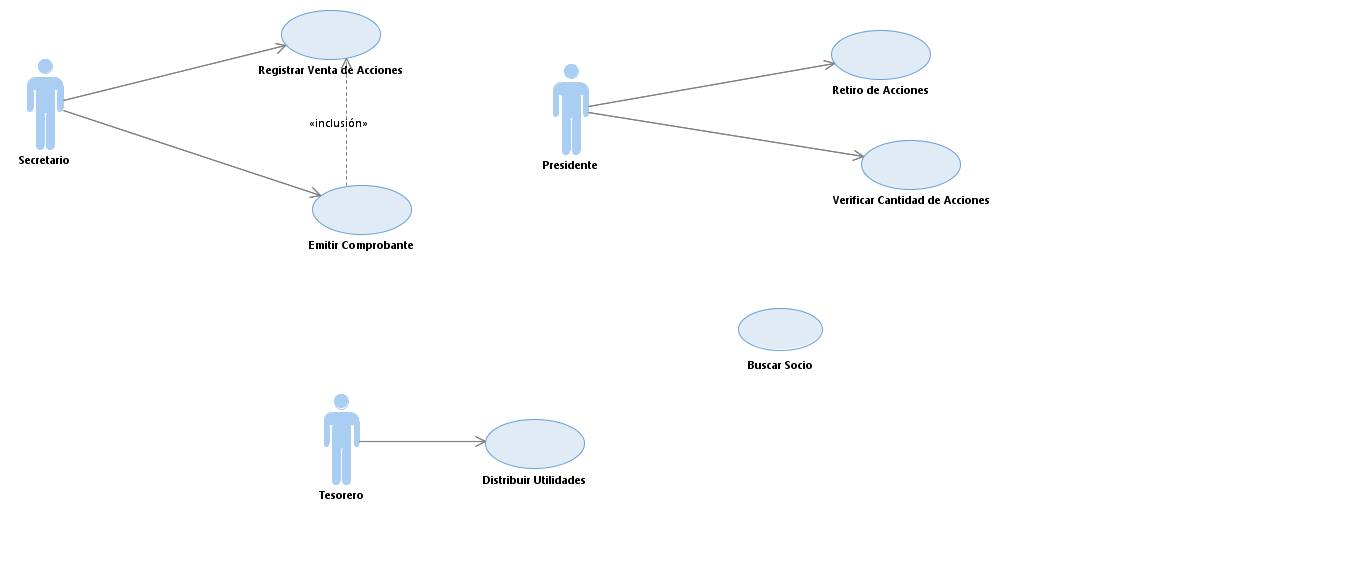 Registrar Venta de Acciones
«inclusión»
Secretario
Emitir Comprobante
Retiro de Acciones
Presidente
Verificar Cantidad de Acciones
Buscar Socio
Tesorero
Distribuir Utilidades